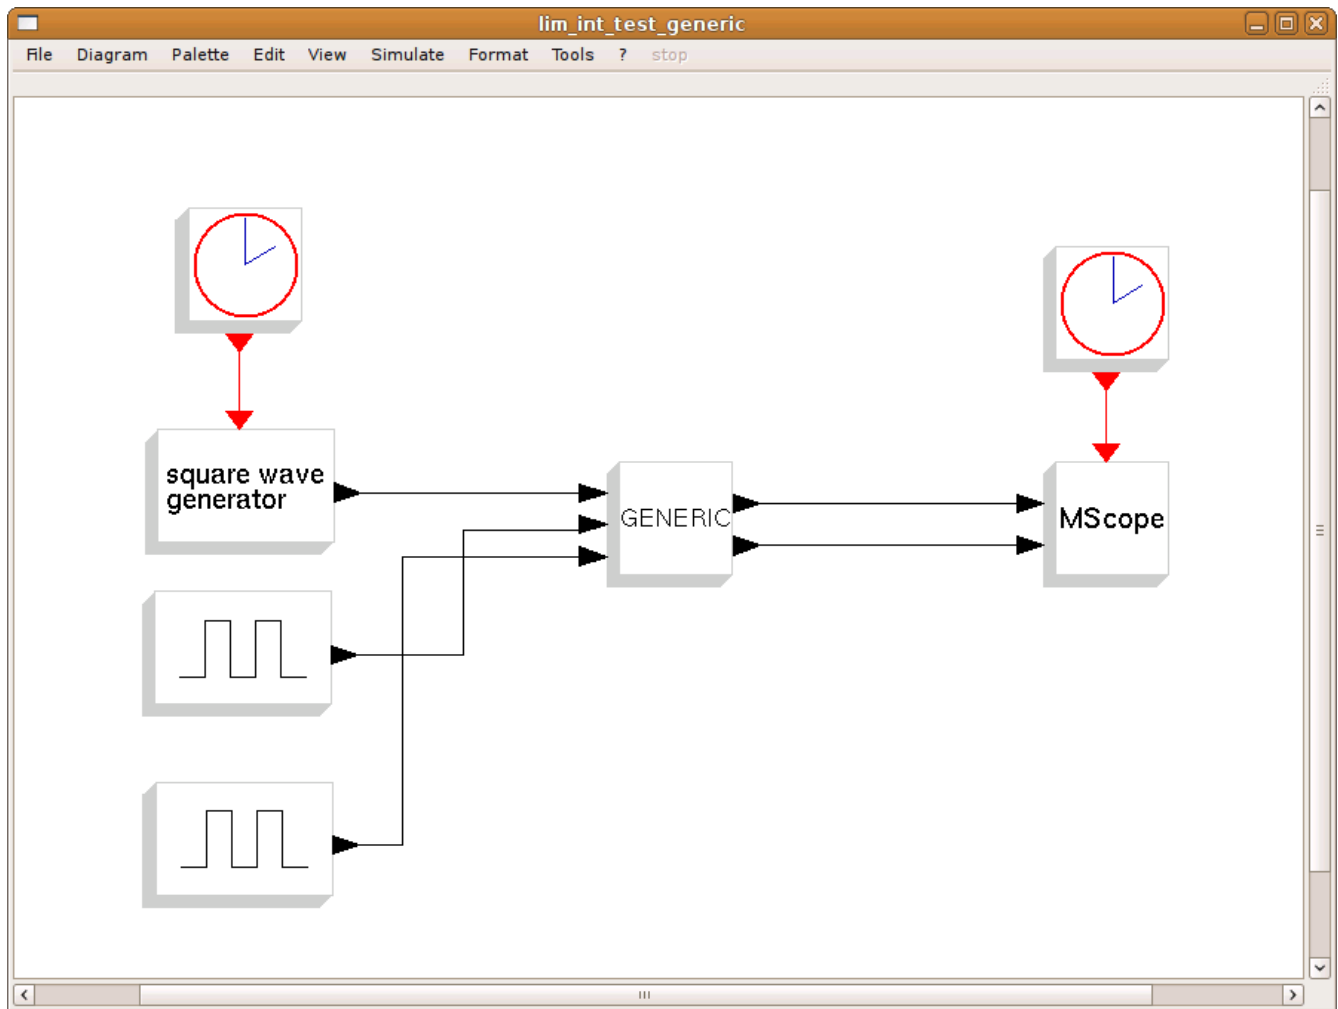 lim_int_test_generic
File Diagram Palette Edit View Simulate Format Tools ? stop
square wave
generator
GENERIC
MScope